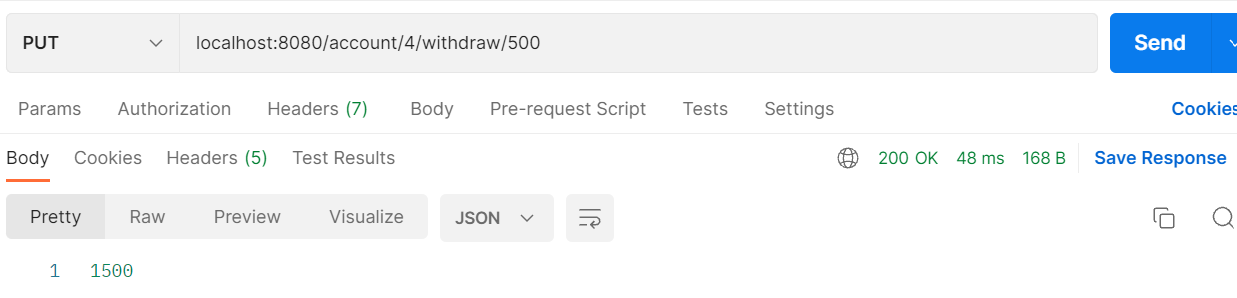 PUT localhost:8080/account/4/withdraw/500 Send
Params Authorization Headers (7) Body Pre-request Script Tests Settings Cookies
Body Cookies Headers (5) Test Results 200 OK 48 ms 168 B Save Response
Pretty Raw Preview Visualize JSON
1 1500